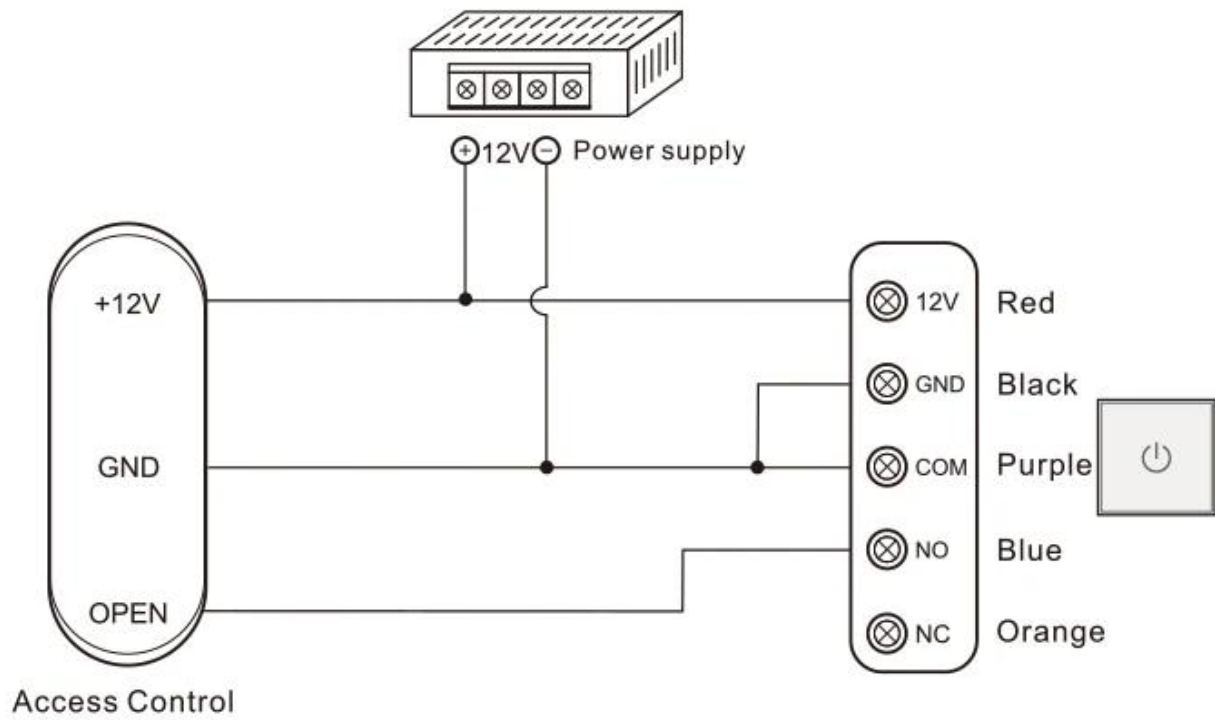 12V Power supply
+12V
GND
OPEN
Access Control
12V Red
GND Black
COM Purple
NO Blue
NC Orange